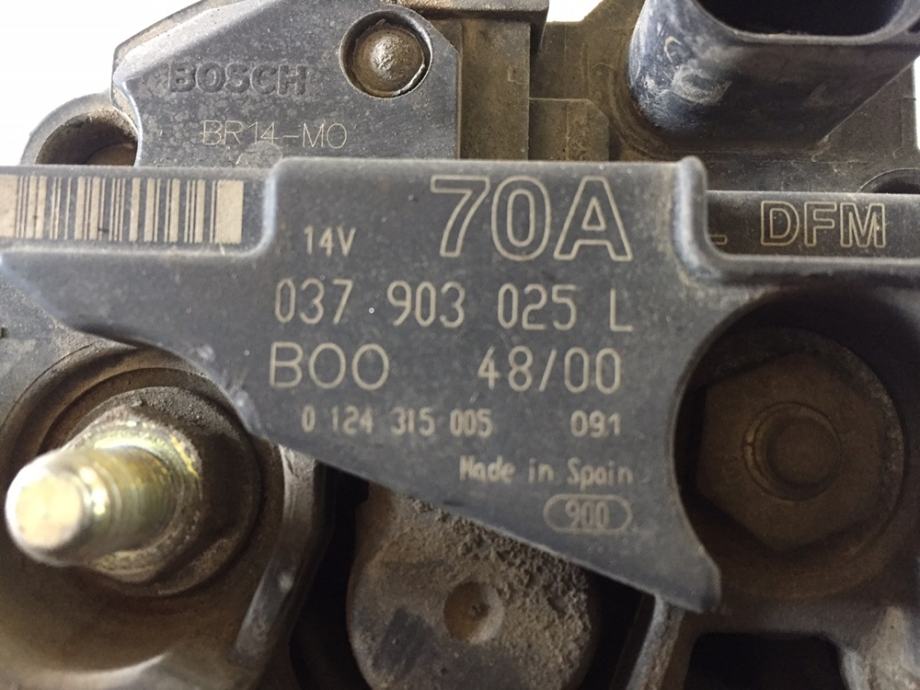 BOSCH
BR14-MO
70A
14V
L DFM
037 903 025 L
BOO 48/00
0 124 315 005 091
Made in Spain
900